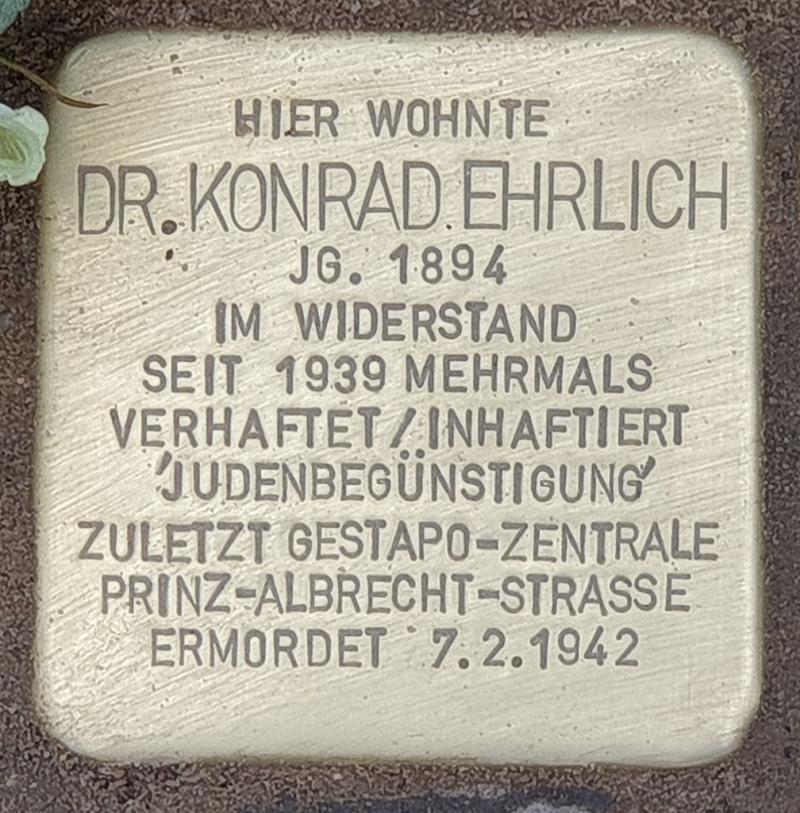 HIER WOHNTE
DR. KONRAD EHRLICH
JG. 1894
IM WIDERSTAND
SEIT 1939 MEHRMALS
VERHAFTET/INHAFTIERT
'JUDENBEGÜNSTIGUNG'
ZULETZT GESTAPO-ZENTRALE
PRINZ-ALBRECHT-STRASSE
ERMORDET 7.2.1942